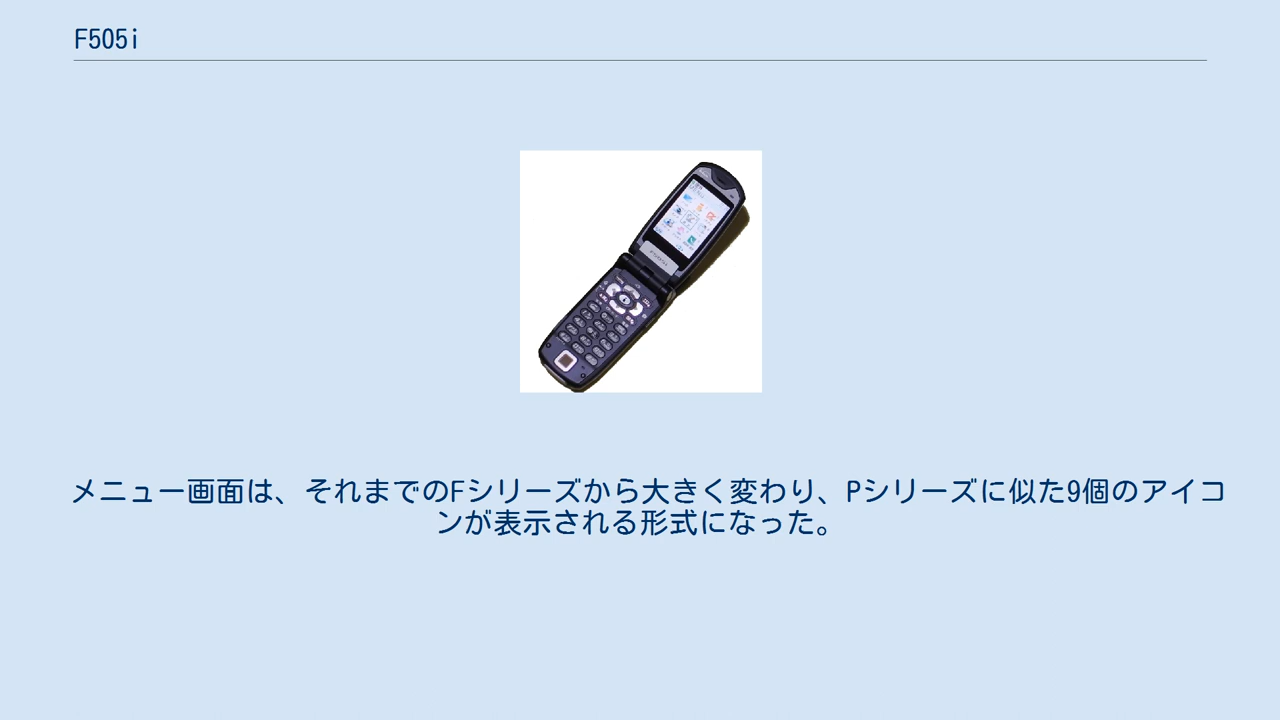 F505i
メニュー画面は、それまでのFシリーズから大きく変わり、Pシリーズに似た9個のアイコ
ンが表示される形式になった。